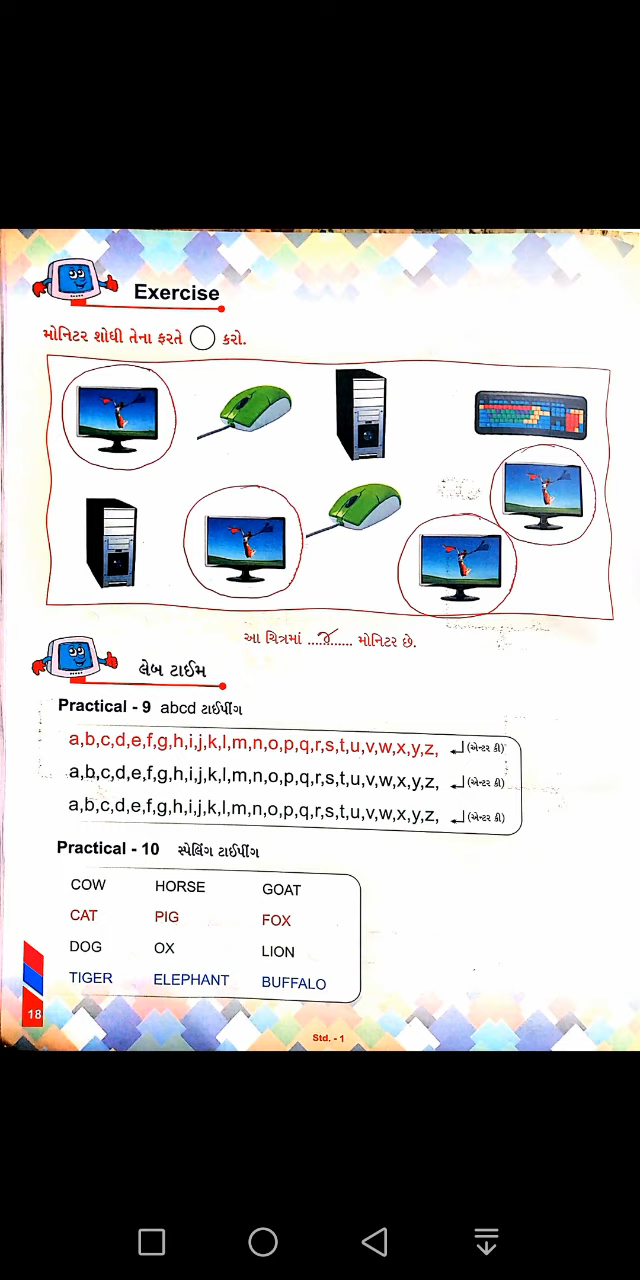 Exercise
મોનિટર શોધી તેના ફરતે ◯ કરો.
આ ચિત્રમાં ....૪...... મોનિટર છે.
લેબ ટાઈમ
Practical - 9 abcd ટાઈપીંગ
a,b,c,d,e,f,g,h,i,j,k,l,m,n,o,p,q,r,s,t,u,v,w,x,y,z, ↲ (એન્ટર કી)
a,b,c,d,e,f,g,h,i,j,k,l,m,n,o,p,q,r,s,t,u,v,w,x,y,z, ↲ (એન્ટર કી)
a,b,c,d,e,f,g,h,i,j,k,l,m,n,o,p,q,r,s,t,u,v,w,x,y,z, ↲ (એન્ટર કી)
Practical - 10 સ્પેલિંગ ટાઈપીંગ
COW HORSE GOAT
CAT PIG FOX
DOG OX LION
TIGER ELEPHANT BUFFALO
18
Std. - 1